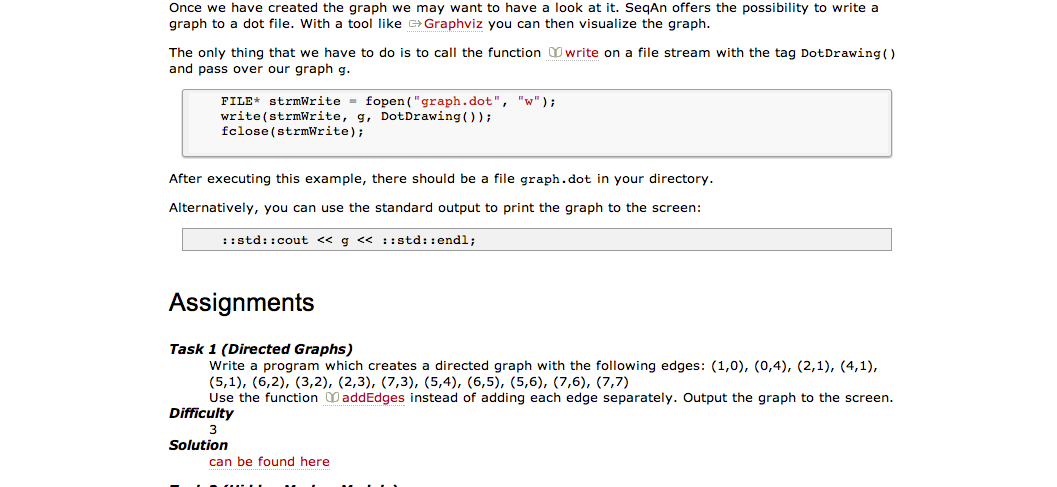 Once we have created the graph we may want to have a look at it. SeqAn offers the possibility to write a
graph to a dot file. With a tool like Graphviz you can then visualize the graph.
The only thing that we have to do is to call the function write on a file stream with the tag DotDrawing()
and pass over our graph g.
FILE* strmWrite = fopen("graph.dot", "w");
write(strmWrite, g, DotDrawing());
fclose(strmWrite);
After executing this example, there should be a file graph.dot in your directory.
Alternatively, you can use the standard output to print the graph to the screen:
::std::cout << g << ::std::endl;
Assignments
Task 1 (Directed Graphs)
Write a program which creates a directed graph with the following edges: (1,0), (0,4), (2,1), (4,1),
(5,1), (6,2), (3,2), (2,3), (7,3), (5,4), (6,5), (5,6), (7,6), (7,7)
Use the function addEdges instead of adding each edge separately. Output the graph to the screen.
Difficulty
3
Solution
can be found here